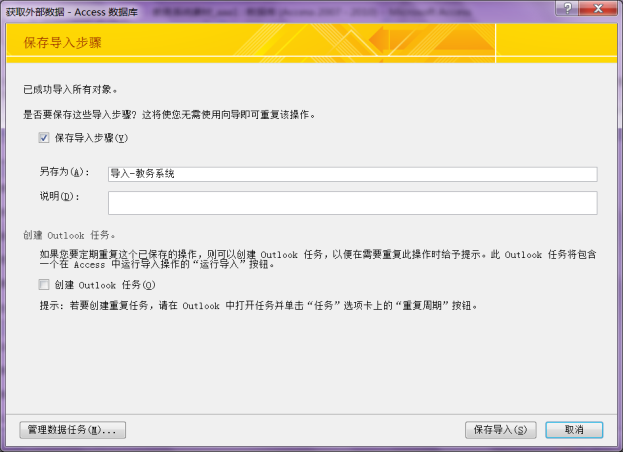 获取外部数据 - Access 数据库
保存导入步骤
已成功导入所有对象。
是否要保存这些导入步骤? 这将使您无需使用向导即可重复该操作。
保存导入步骤(V)
另存为(A):
导入-教务系统
说明(D):
创建 Outlook 任务。
如果您要定期重复这个已保存的操作，则可以创建 Outlook 任务，以便在需要重复此操作时给予提示。此 Outlook 任务将包含
一个在 Access 中运行导入操作的“运行导入”按钮。
创建 Outlook 任务(O)
提示: 若要创建重复任务，请在 Outlook 中打开任务并单击“任务”选项卡上的“重复周期”按钮。
管理数据任务(M)...
保存导入(S)
取消